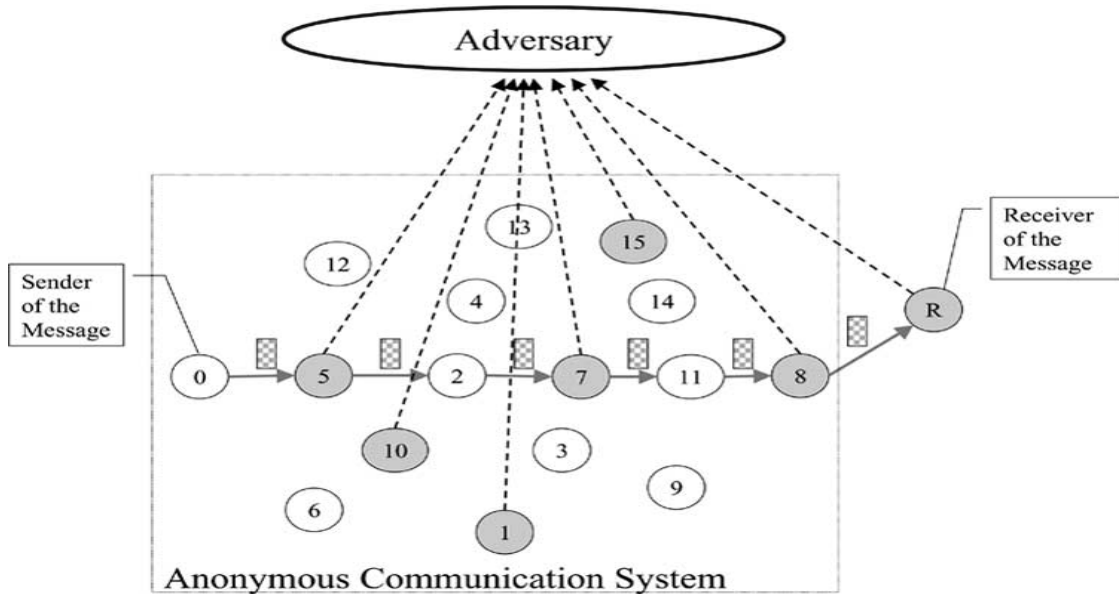 Adversary
13
15
12
Receiver
of the
Message
Sender
of the
Message
4
14
R
0
5
2
7
11
8
10
3
9
6
1
Anonymous Communication System